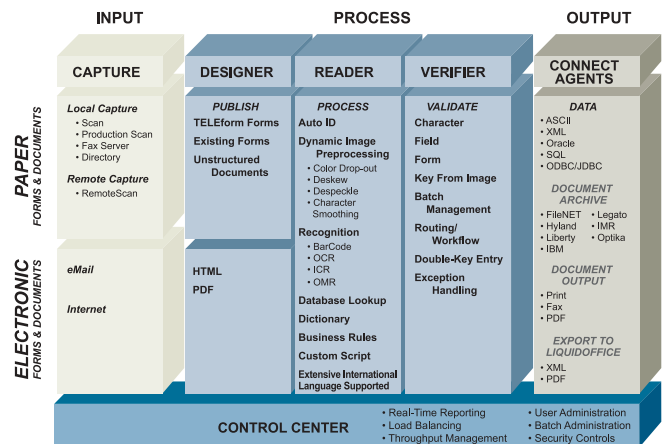 INPUT
PROCESS
OUTPUT
CAPTURE
DESIGNER
READER
VERIFIER
CONNECT
AGENTS
PAPER
FORMS & DOCUMENTS
ELECTRONIC
FORMS & DOCUMENTS
Local Capture
• Scan
• Production Scan
• Fax Server
• Directory
Remote Capture
• RemoteScan
eMail
Internet
PUBLISH
TELEform Forms
Existing Forms
Unstructured
Documents
HTML
PDF
PROCESS
Auto ID
Dynamic Image
Preprocessing
• Color Drop-out
• Deskew
• Despeckle
• Character
Smoothing
Recognition
• BarCode
• OCR
• ICR
• OMR
Database Lookup
Dictionary
Business Rules
Custom Script
Extensive International
Language Supported
VALIDATE
Character
Field
Form
Key From Image
Batch
Management
Routing/
Workflow
Double-Key Entry
Exception
Handling
DATA
• ASCII
• XML
• Oracle
• SQL
• ODBC/JDBC
DOCUMENT
ARCHIVE
• FileNET • Legato
• Hyland • IMR
• Liberty • Optika
• IBM
DOCUMENT
OUTPUT
• Print
• Fax
• PDF
EXPORT TO
LIQUIDOFFICE
• XML
• PDF
CONTROL CENTER
• Real-Time Reporting
• Load Balancing
• Throughput Management
• User Administration
• Batch Administration
• Security Controls